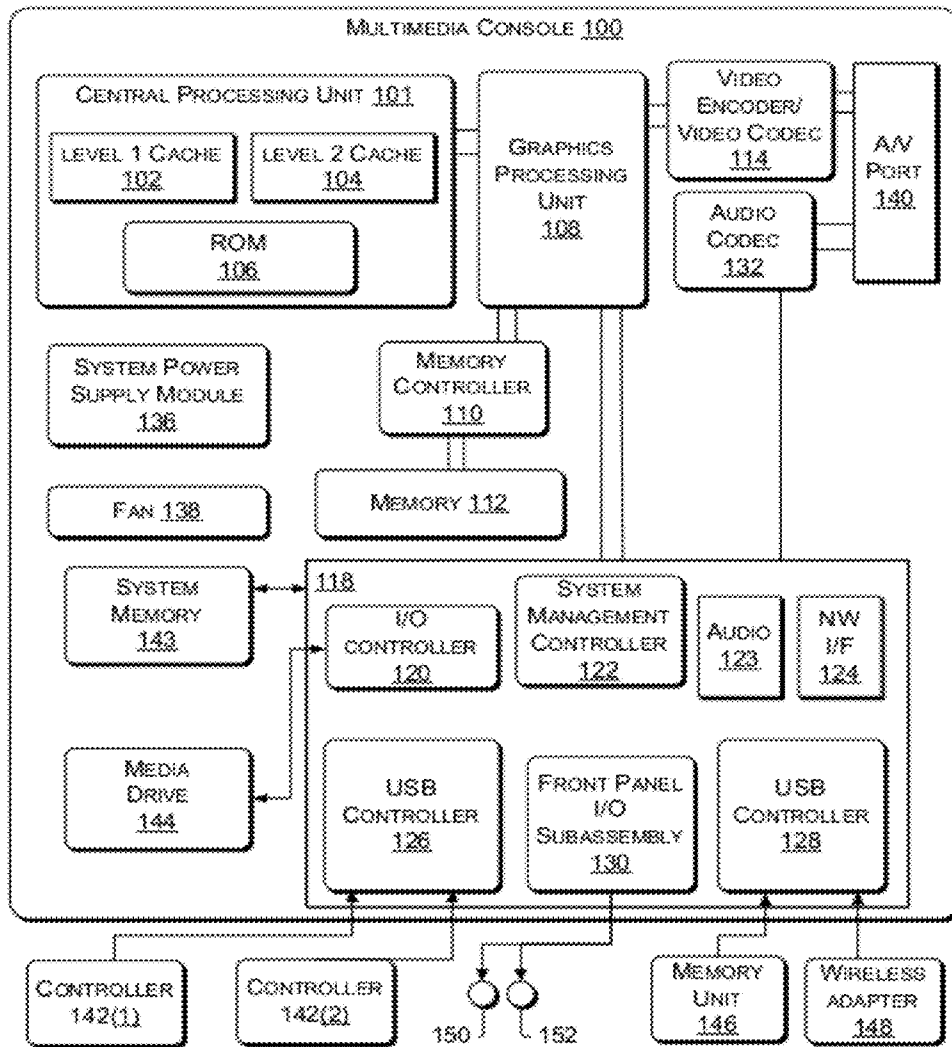 MULTIMEDIA CONSOLE 100
CENTRAL PROCESSING UNIT 101
LEVEL 1 CACHE
102
LEVEL 2 CACHE
104
ROM
106
GRAPHICS
PROCESSING
UNIT
108
VIDEO
ENCODER/
VIDEO CODEC
114
AUDIO
CODEC
132
A/V
PORT
140
SYSTEM POWER
SUPPLY MODULE
136
MEMORY
CONTROLLER
110
MEMORY 112
FAN 138
SYSTEM
MEMORY
143
118
I/O
CONTROLLER
120
SYSTEM
MANAGEMENT
CONTROLLER
122
AUDIO
123
NW
I/F
124
MEDIA
DRIVE
144
USB
CONTROLLER
126
FRONT PANEL
I/O
SUBASSEMBLY
130
USB
CONTROLLER
128
CONTROLLER
142(1)
CONTROLLER
142(2)
150
152
MEMORY
UNIT
146
WIRELESS
ADAPTER
148